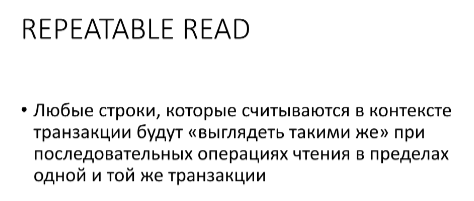 REPEATABLE READ
• Любые строки, которые считываются в контексте
транзакции будут «выглядеть такими же» при
последовательных операциях чтения в пределах
одной и той же транзакции